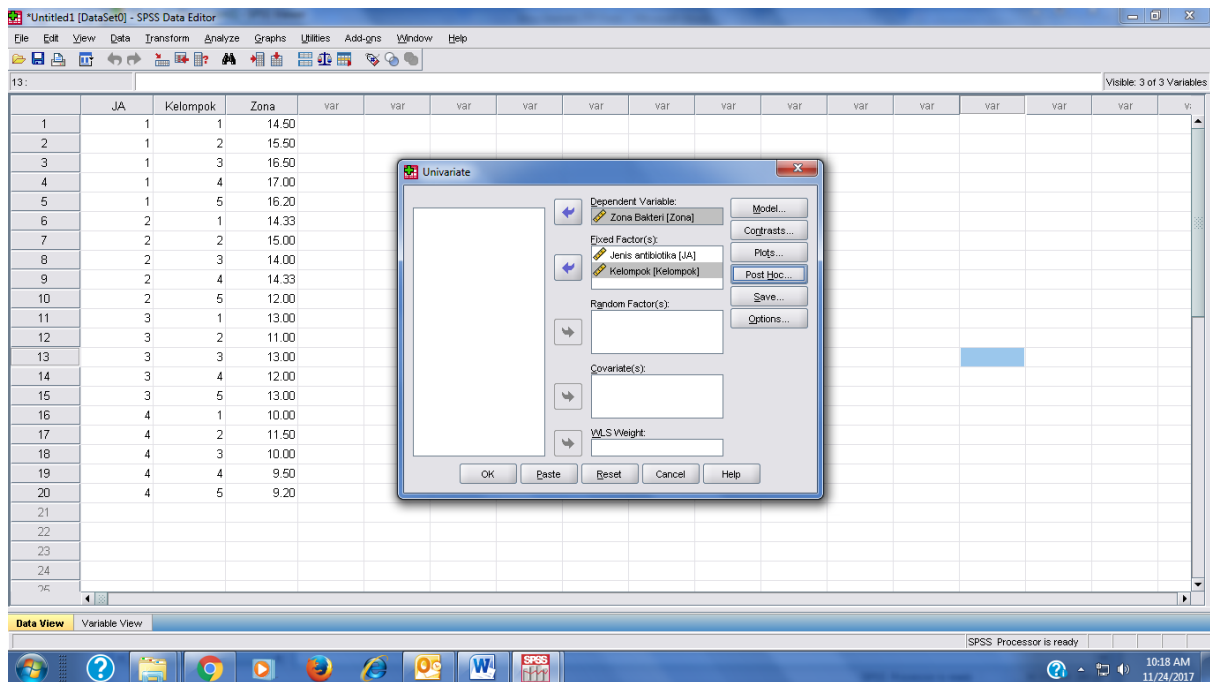 *Untitled1 [DataSet0] - SPSS Data Editor
File Edit View Data Transform Analyze Graphs Utilities Add-ons Window Help
13 : Visible: 3 of 3 Variables
JA Kelompok Zona var var var var var var var var var var var var var
1 1 1 14.50
2 1 2 15.50
3 1 3 16.50
4 1 4 17.00
5 1 5 16.20
6 2 1 14.33
7 2 2 15.00
8 2 3 14.00
9 2 4 14.33
10 2 5 12.00
11 3 1 13.00
12 3 2 11.00
13 3 3 13.00
14 3 4 12.00
15 3 5 13.00
16 4 1 10.00
17 4 2 11.50
18 4 3 10.00
19 4 4 9.50
20 4 5 9.20
21
22
23
24
25
Univariate
Dependent Variable:
Zona Bakteri [Zona]
Fixed Factor(s):
Jenis antibiotika [JA]
Kelompok [Kelompok]
Random Factor(s):
Covariate(s):
WLS Weight:
Model...
Contrasts...
Plots...
Post Hoc...
Save...
Options...
OK Paste Reset Cancel Help
Data View Variable View
SPSS Processor is ready
10:18 AM
11/24/2017